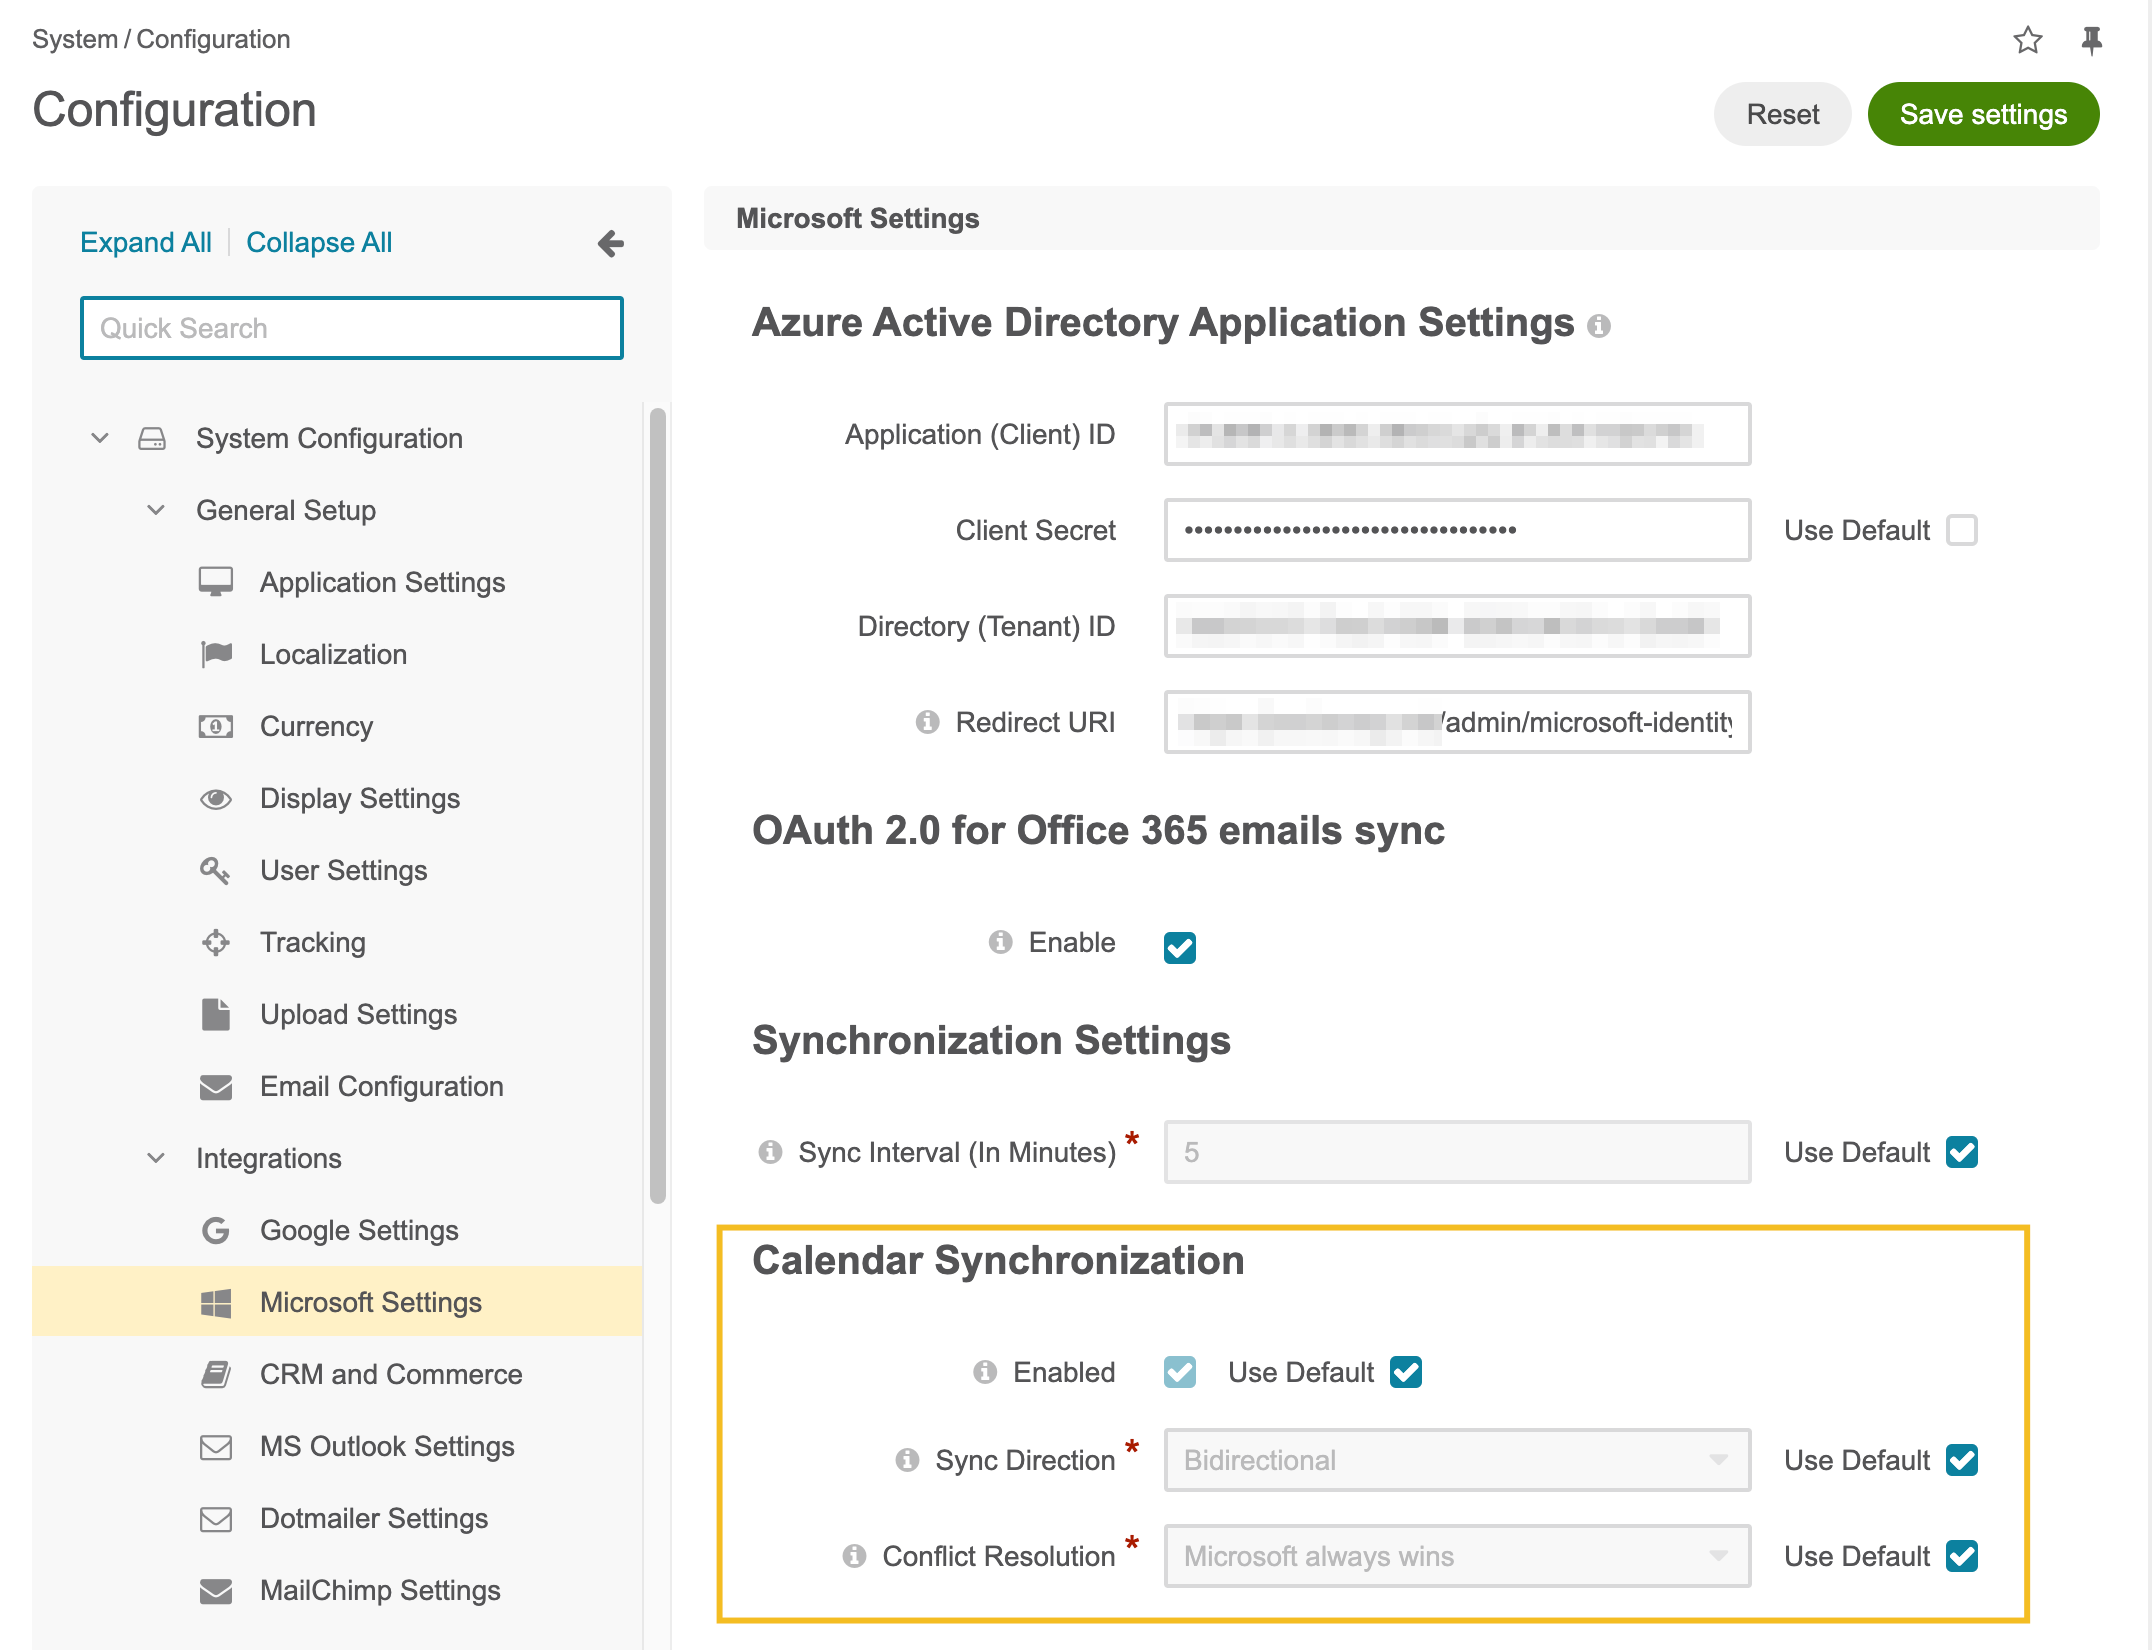 System / Configuration
Configuration
Reset
Save settings
Expand All
Collapse All
Quick Search
System Configuration
General Setup
Application Settings
Localization
Currency
Display Settings
User Settings
Tracking
Upload Settings
Email Configuration
Integrations
Google Settings
Microsoft Settings
CRM and Commerce
MS Outlook Settings
Dotmailer Settings
MailChimp Settings
Microsoft Settings
Azure Active Directory Application Settings
Application (Client) ID
Client Secret ••••••••••••••••••••••••••••••••••• Use Default
Directory (Tenant) ID
Redirect URI /admin/microsoft-identity
OAuth 2.0 for Office 365 emails sync
Enable
Synchronization Settings
Sync Interval (In Minutes) * 5 Use Default
Calendar Synchronization
Enabled Use Default
Sync Direction * Bidirectional Use Default
Conflict Resolution * Microsoft always wins Use Default